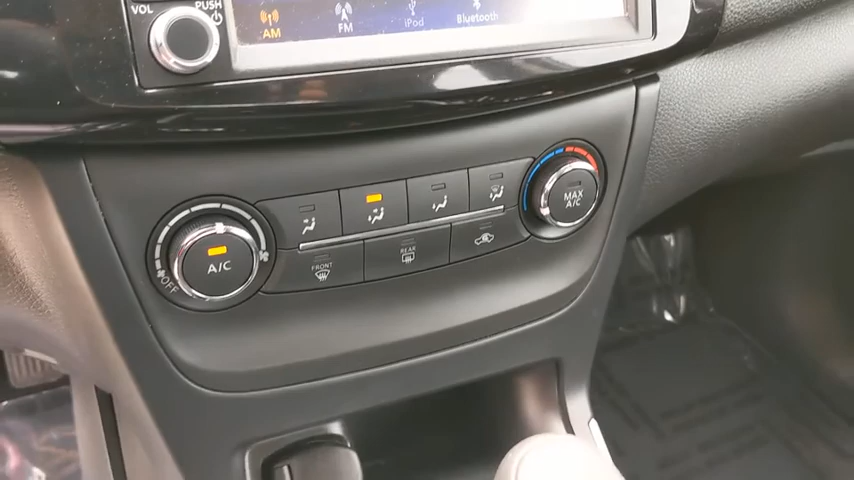 VOL
PUSH
AM
FM
iPod
Bluetooth
MAX
A/C
A/C
OFF
FRONT
REAR